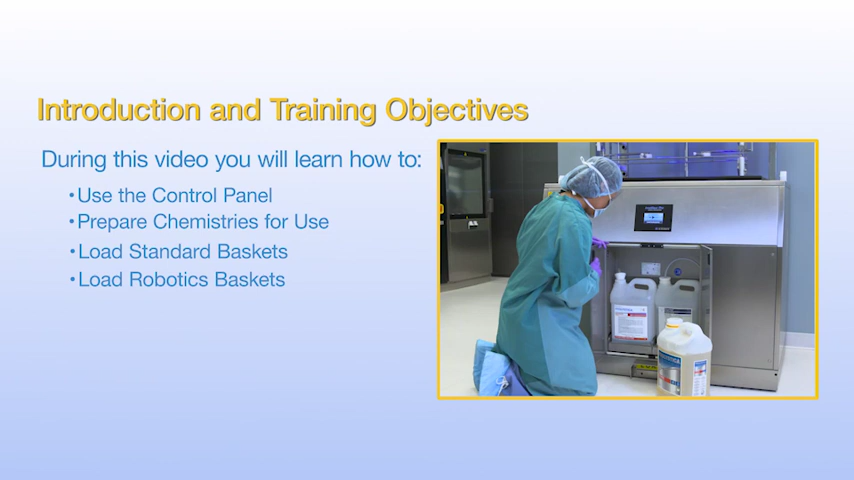 Introduction and Training Objectives
During this video you will learn how to:
•Use the Control Panel
•Prepare Chemistries for Use
•Load Standard Baskets
•Load Robotics Baskets